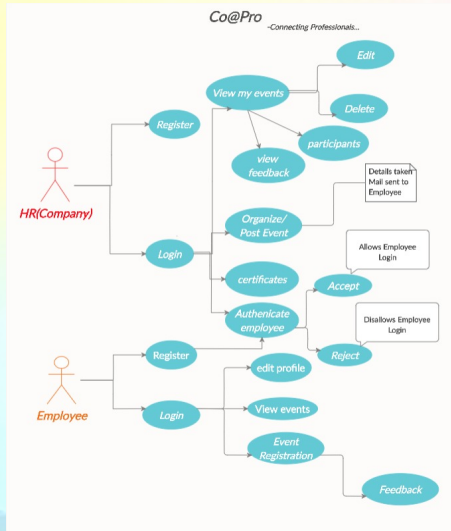 Co@Pro
-Connecting Professionals...
Edit
View my events
Delete
Register
participants
view
feedback
Details taken
Mail sent to
Employee
HR(Company)
Organize/
Post Event
Login
Allows Employee
Login
certificates
Accept
Authenicate
employee
Disallows Employee
Login
Register
Reject
edit profile
Employee
Login
View events
Event
Registration
Feedback